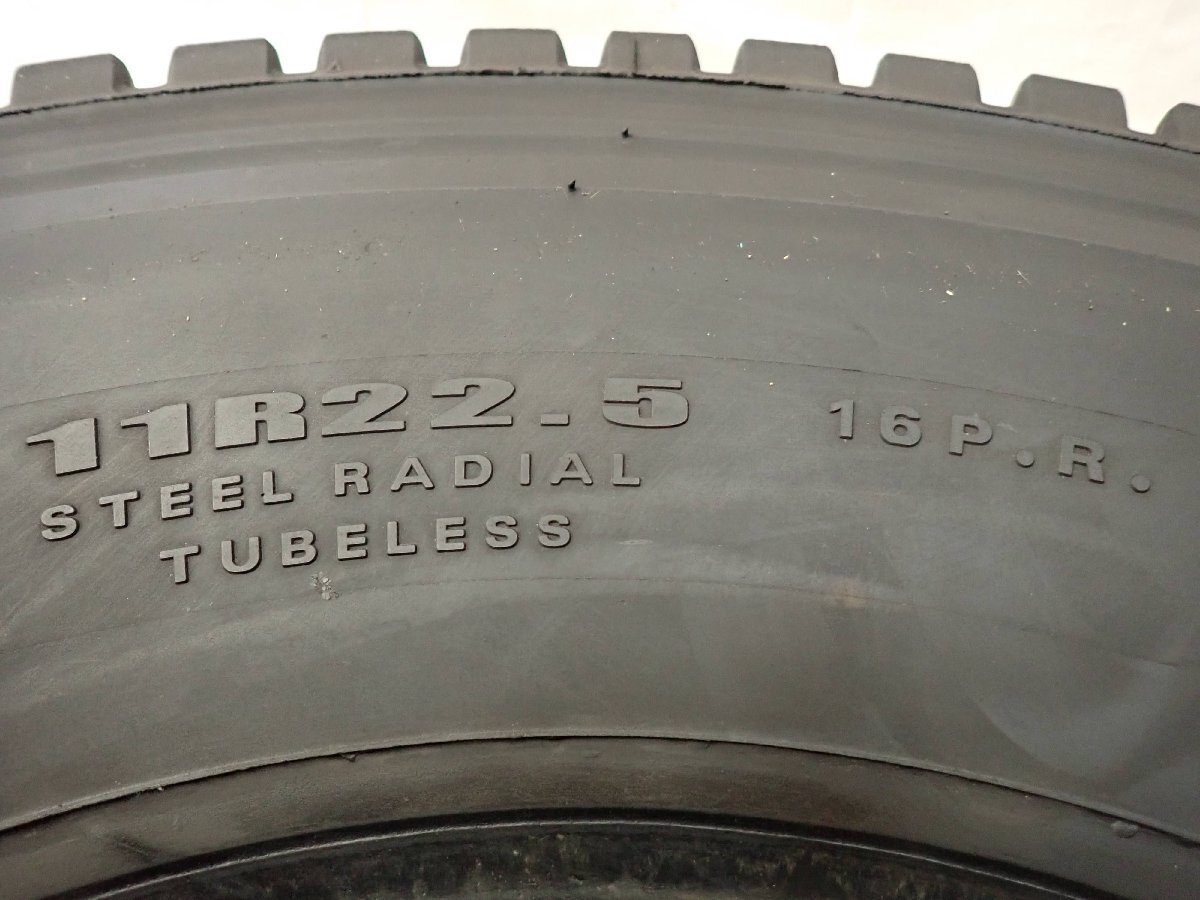 11R22.5 16P.R.
STEEL RADIAL
TUBELESS